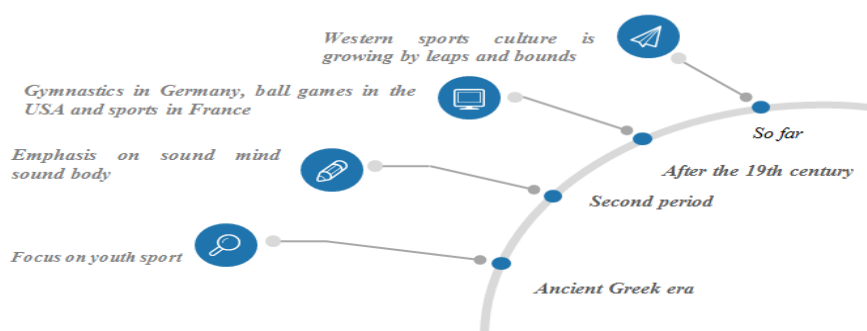 Western sports culture is
growing by leaps and bounds
Gymnastics in Germany, ball games in the
USA and sports in France
So far
Emphasis on sound mind
sound body
After the 19th century
Second period
Focus on youth sport
Ancient Greek era